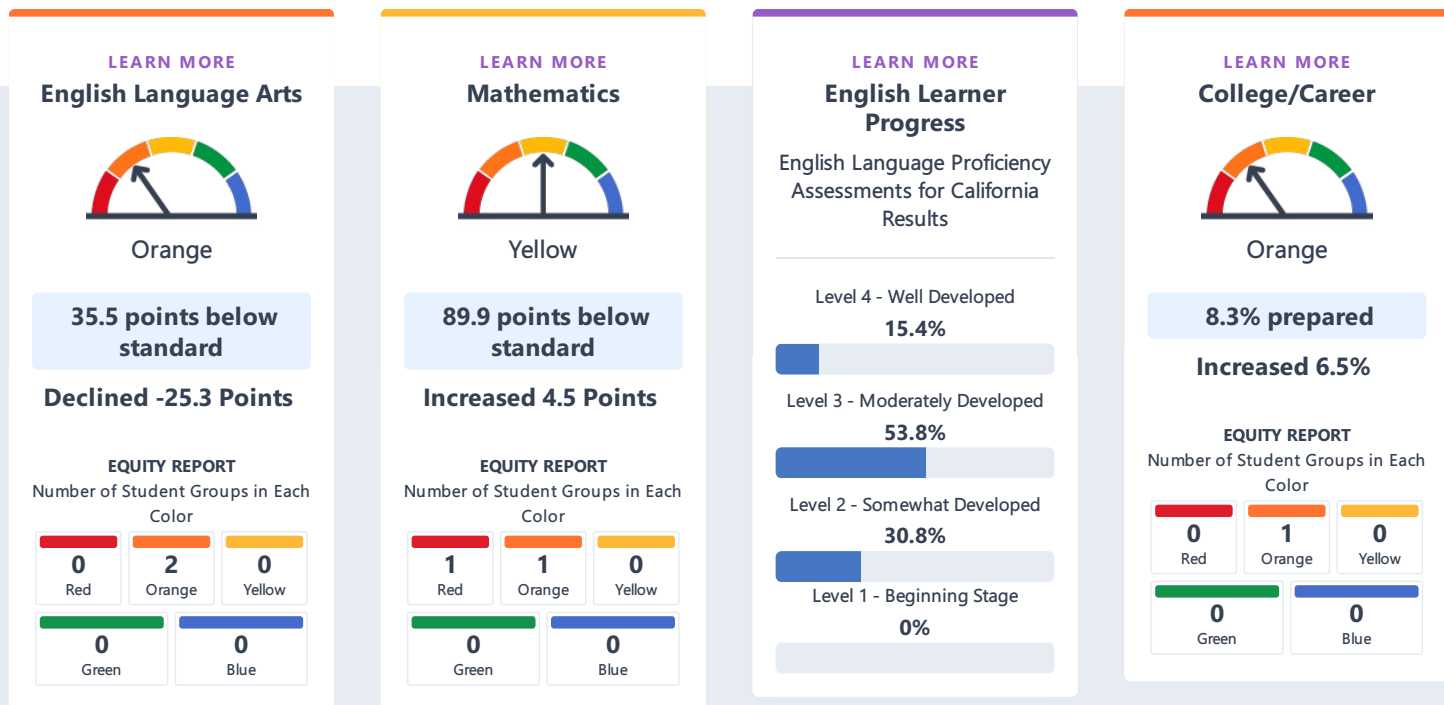 LEARN MORE
English Language Arts
Orange
35.5 points below
standard
Declined -25.3 Points
EQUITY REPORT
Number of Student Groups in Each
Color
0
Red
2
Orange
0
Yellow
0
Green
0
Blue
LEARN MORE
Mathematics
Yellow
89.9 points below
standard
Increased 4.5 Points
EQUITY REPORT
Number of Student Groups in Each
Color
1
Red
1
Orange
0
Yellow
0
Green
0
Blue
LEARN MORE
English Learner
Progress
English Language Proficiency
Assessments for California
Results
Level 4 - Well Developed
15.4%
Level 3 - Moderately Developed
53.8%
Level 2 - Somewhat Developed
30.8%
Level 1 - Beginning Stage
0%
LEARN MORE
College/Career
Orange
8.3% prepared
Increased 6.5%
EQUITY REPORT
Number of Student Groups in Each
Color
0
Red
1
Orange
0
Yellow
0
Green
0
Blue